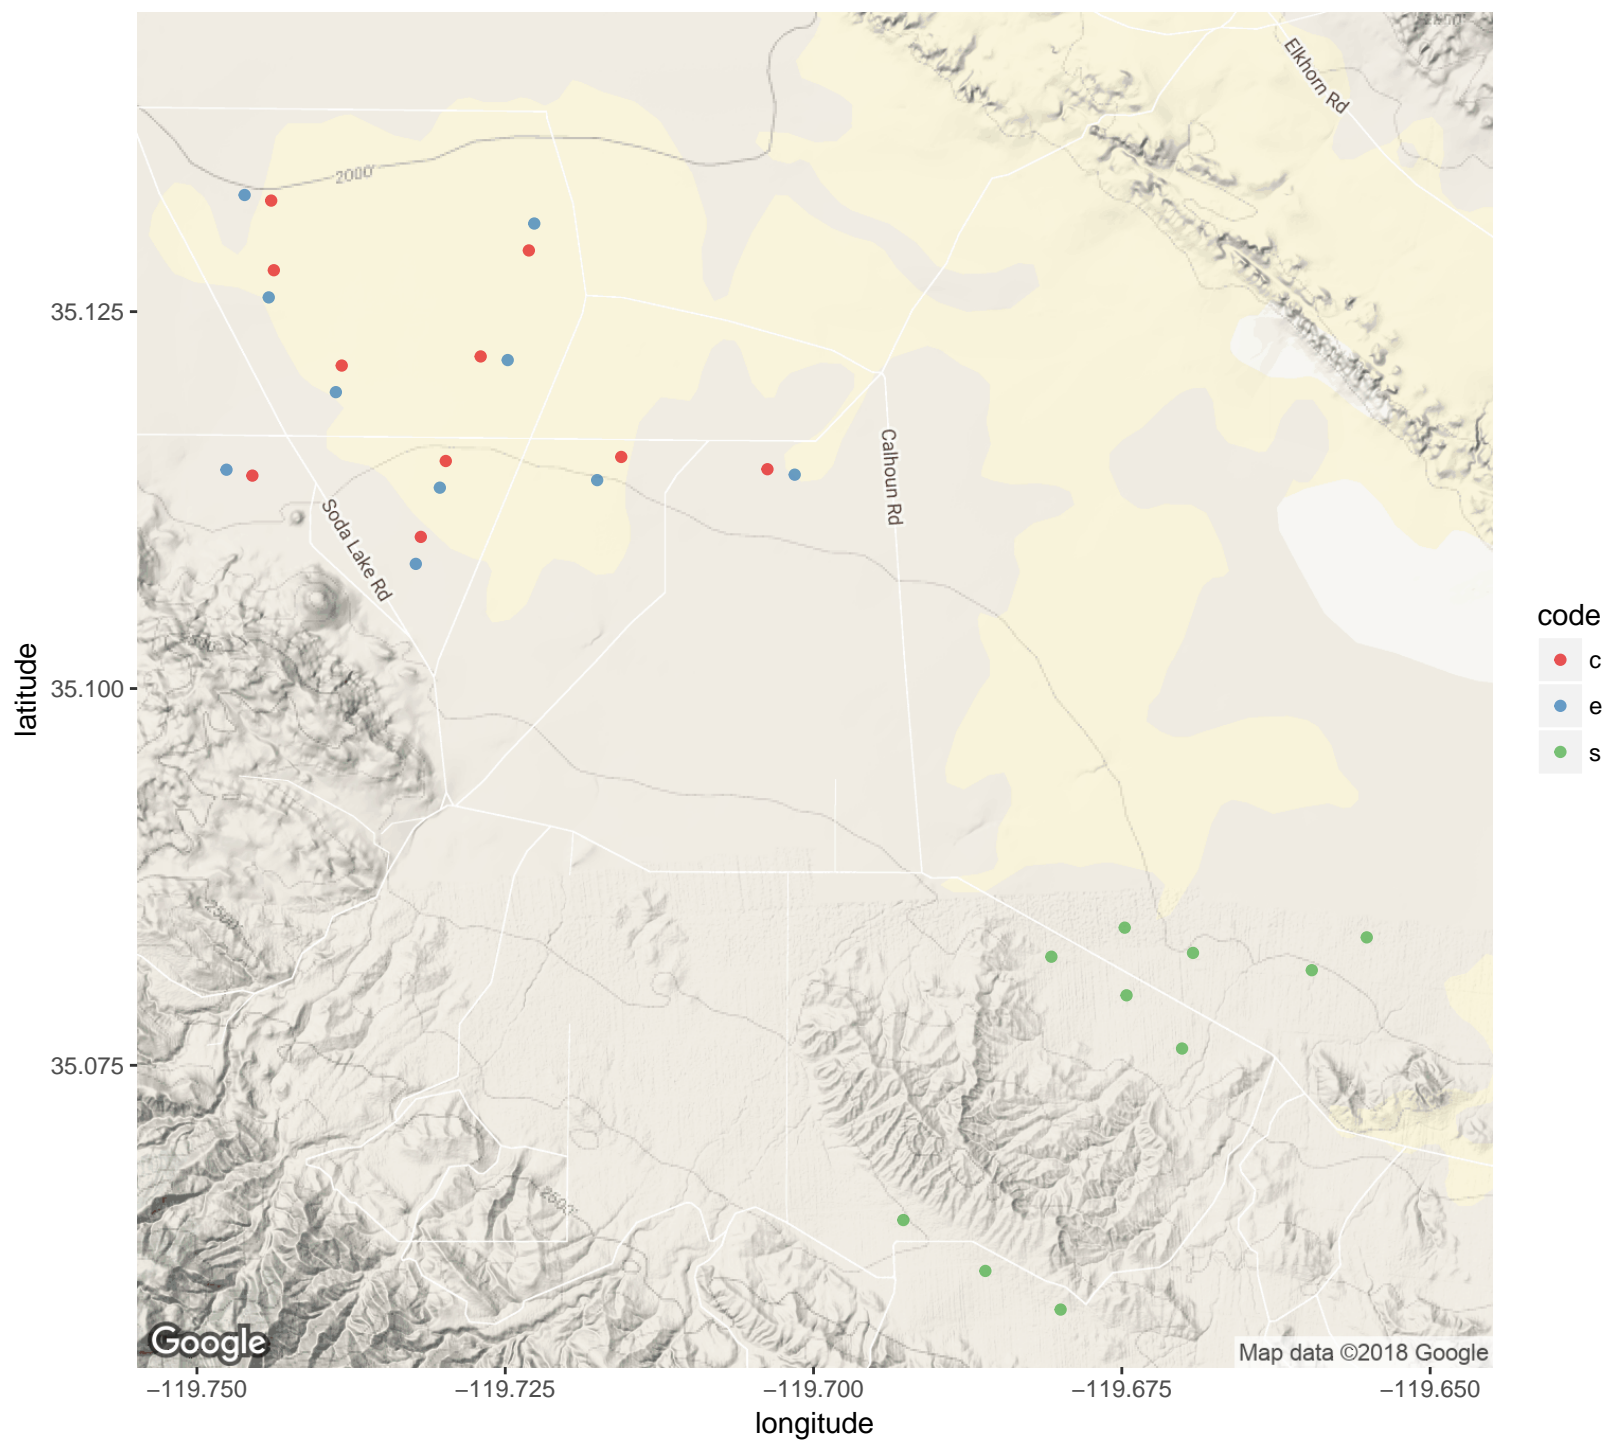 2000'
Elkhorn Rd
Calhoun Rd
Soda Lake Rd
2500'
2500'
Google
Map data ©2018 Google
35.125
35.100
35.075
latitude
−119.750
−119.725
−119.700
−119.675
−119.650
longitude
code
c
e
s